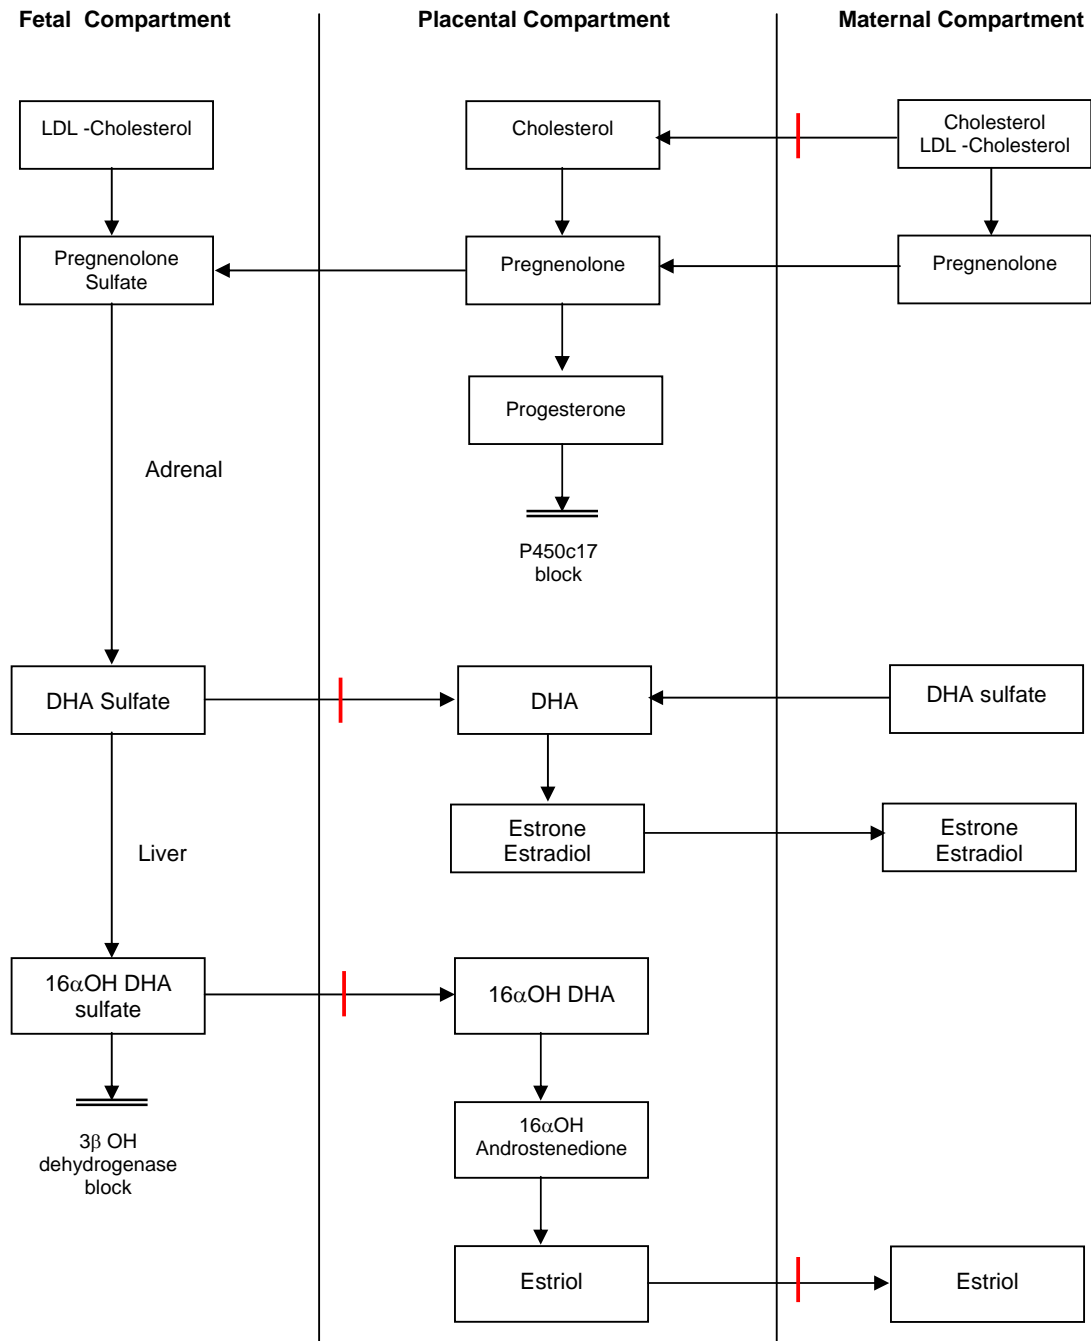 Fetal Compartment
Placental Compartment
Maternal Compartment
LDL -Cholesterol
Cholesterol
Cholesterol
LDL -Cholesterol
Pregnenolone
Sulfate
Pregnenolone
Pregnenolone
Progesterone
Adrenal
P450c17
block
DHA Sulfate
DHA
DHA sulfate
Estrone
Estradiol
Estrone
Estradiol
Liver
16αOH DHA
sulfate
16αOH DHA
3β OH
dehydrogenase
block
16αOH
Androstenedione
Estriol
Estriol